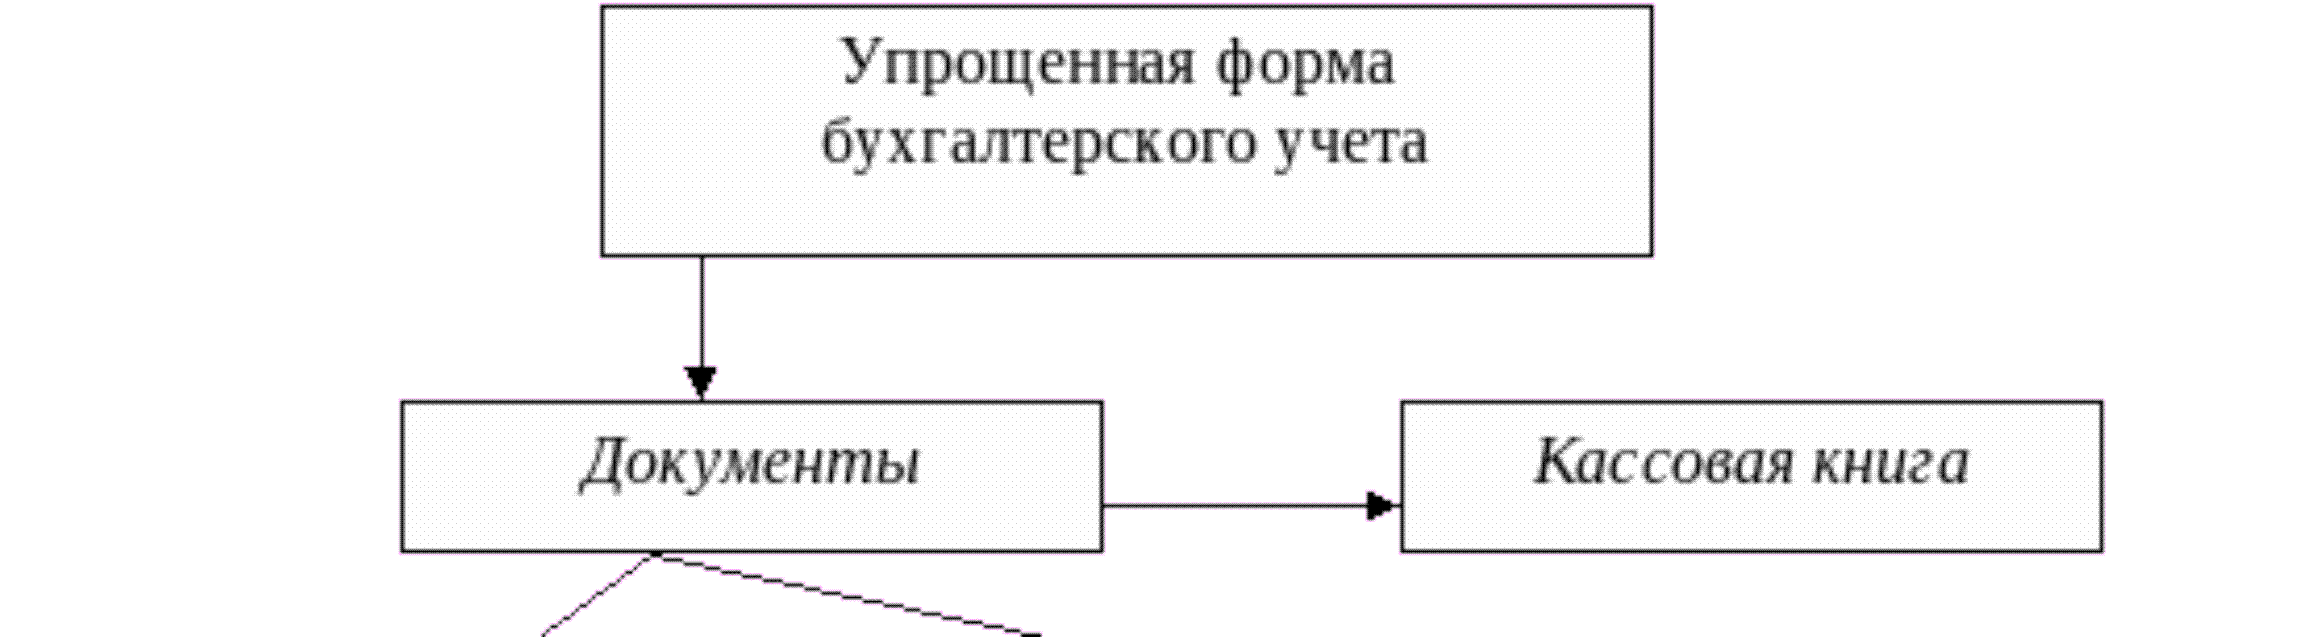 Упрощенная форма
бухгалтерского учета
Документы
Кассовая книга